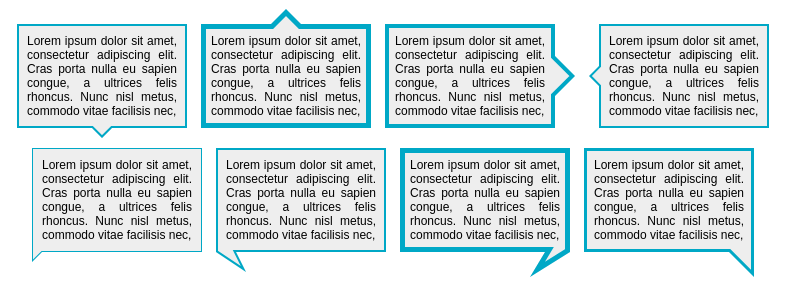 Lorem ipsum dolor sit amet,
consectetur adipiscing elit.
Cras porta nulla eu sapien
congue, a ultrices felis
rhoncus. Nunc nisl metus,
commodo vitae facilisis nec,
Lorem ipsum dolor sit amet,
consectetur adipiscing elit.
Cras porta nulla eu sapien
congue, a ultrices felis
rhoncus. Nunc nisl metus,
commodo vitae facilisis nec,
Lorem ipsum dolor sit amet,
consectetur adipiscing elit.
Cras porta nulla eu sapien
congue, a ultrices felis
rhoncus. Nunc nisl metus,
commodo vitae facilisis nec,
Lorem ipsum dolor sit amet,
consectetur adipiscing elit.
Cras porta nulla eu sapien
congue, a ultrices felis
rhoncus. Nunc nisl metus,
commodo vitae facilisis nec,
Lorem ipsum dolor sit amet,
consectetur adipiscing elit.
Cras porta nulla eu sapien
congue, a ultrices felis
rhoncus. Nunc nisl metus,
commodo vitae facilisis nec,
Lorem ipsum dolor sit amet,
consectetur adipiscing elit.
Cras porta nulla eu sapien
congue, a ultrices felis
rhoncus. Nunc nisl metus,
commodo vitae facilisis nec,
Lorem ipsum dolor sit amet,
consectetur adipiscing elit.
Cras porta nulla eu sapien
congue, a ultrices felis
rhoncus. Nunc nisl metus,
commodo vitae facilisis nec,
Lorem ipsum dolor sit amet,
consectetur adipiscing elit.
Cras porta nulla eu sapien
congue, a ultrices felis
rhoncus. Nunc nisl metus,
commodo vitae facilisis nec,